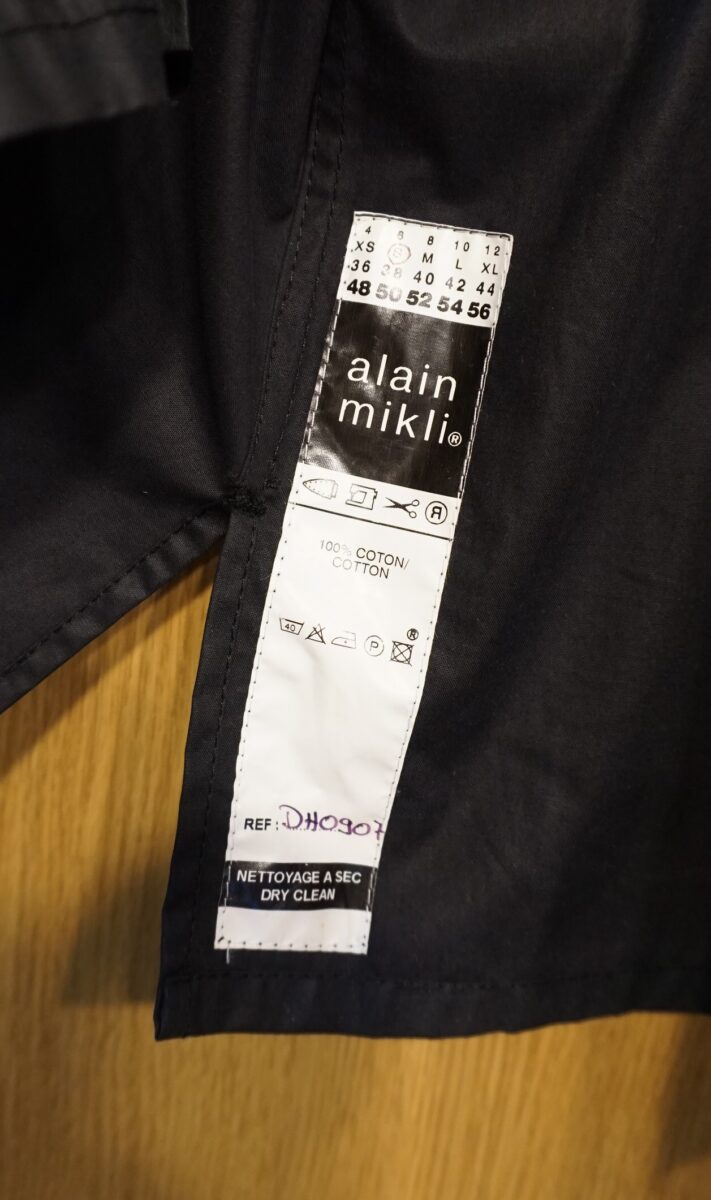 4 6 8 10 12
XS S M L XL
36 38 40 42 44
48 50 52 54 56
alain
mikli®
R
100% COTON/
COTTON
40 P ®
REF : DH0907
NETTOYAGE A SEC
DRY CLEAN